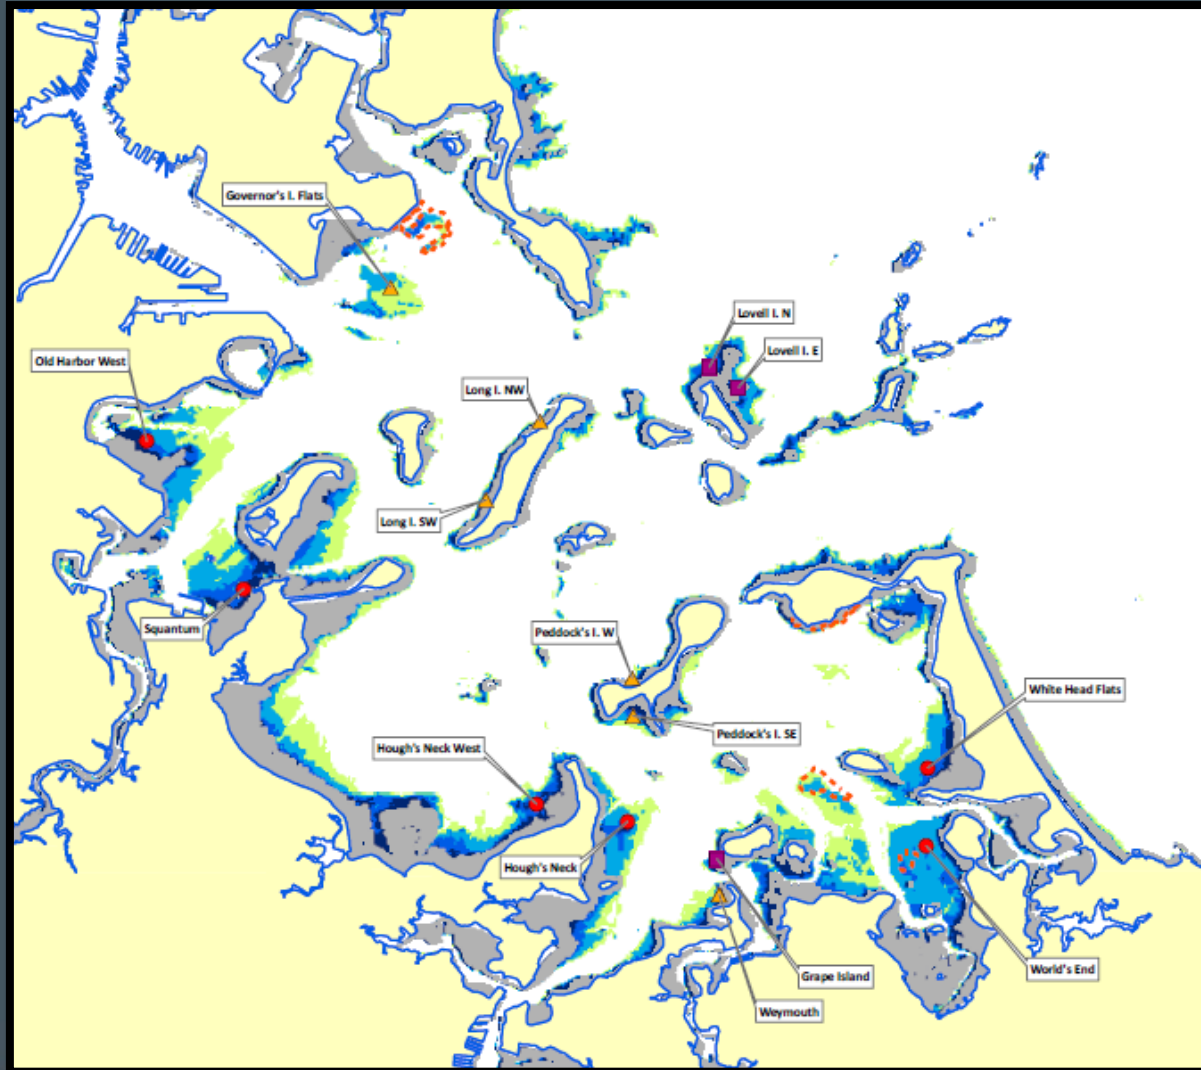 Governor's I. Flats
Lovell I. N
Lovell I. E
Old Harbor West
Long I. NW
Long I. SW
Squantum
Peddock's I. W
White Head Flats
Peddock's I. SE
Hough's Neck West
Hough's Neck
Grape Island
World's End
Weymouth